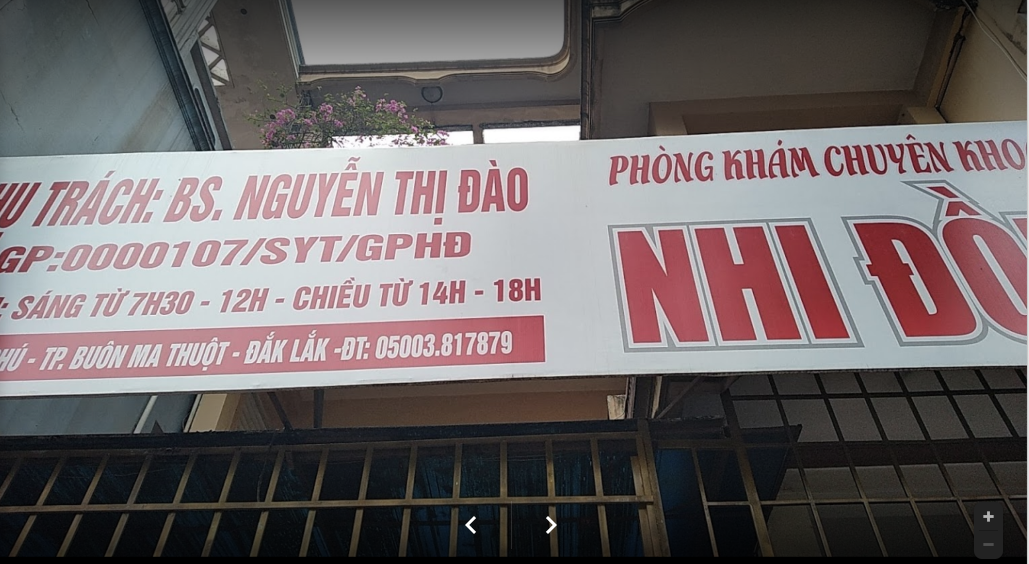 HỤ TRÁCH: BS. NGUYỄN THỊ ĐÀO
GP:0000107/SYT/GPHĐ
: SÁNG TỪ 7H30 - 12H - CHIỀU TỪ 14H - 18H
HÚ - TP. BUÔN MA THUỘT - ĐẮK LẮK -ĐT: 05003.817879
PHÒNG KHÁM CHUYÊN KHO
NHI ĐỒ